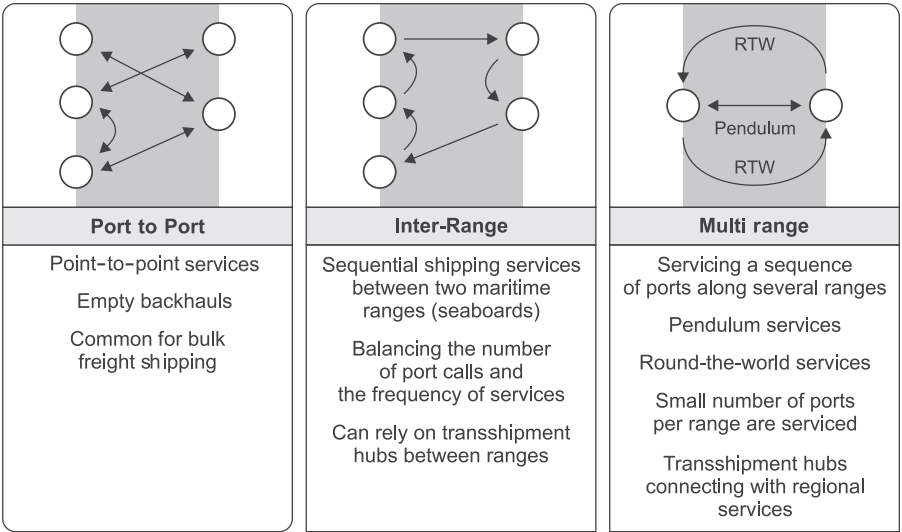 Port to Port
Point-to-point services
Empty backhauls
Common for bulk
freight shipping
Inter-Range
Sequential shipping services
between two maritime
ranges (seaboards)
Balancing the number
of port calls and
the frequency of services
Can rely on transshipment
hubs between ranges
RTW
Pendulum
RTW
Multi range
Servicing a sequence
of ports along several ranges
Pendulum services
Round-the-world services
Small number of ports
per range are serviced
Transshipment hubs
connecting with regional
services